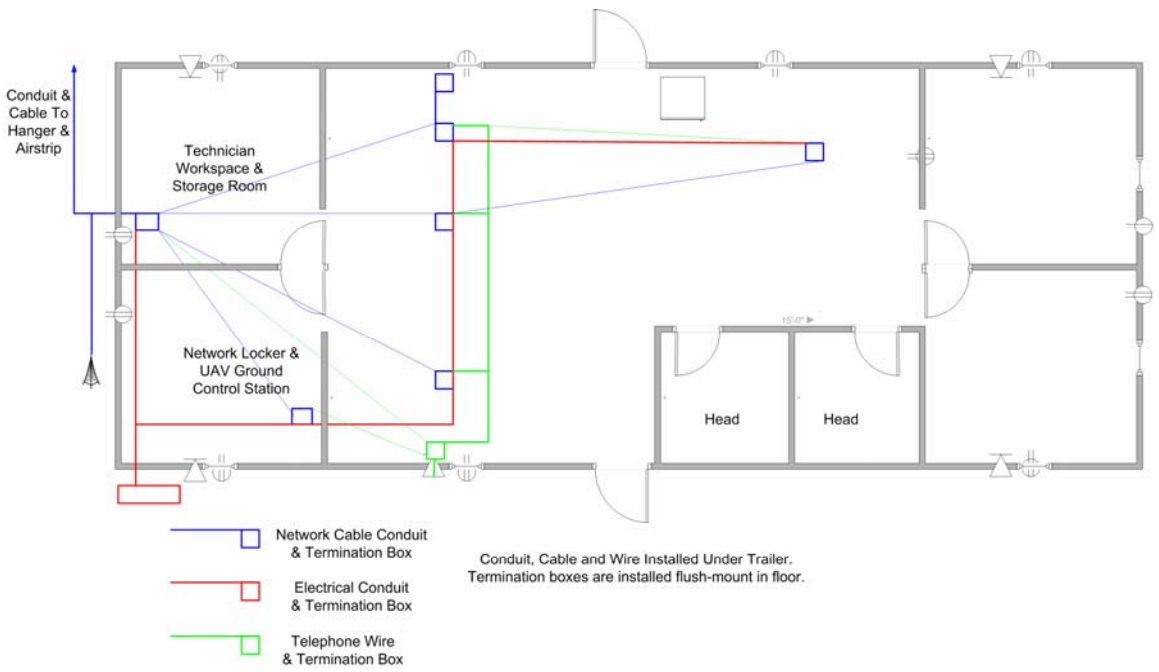 Conduit &
Cable To
Hanger &
Airstrip
Technician
Workspace &
Storage Room
15'-0"
Network Locker &
UAV Ground
Control Station
Head
Head
Network Cable Conduit
& Termination Box
Conduit, Cable and Wire Installed Under Trailer.
Termination boxes are installed flush-mount in floor.
Electrical Conduit
& Termination Box
Telephone Wire
& Termination Box